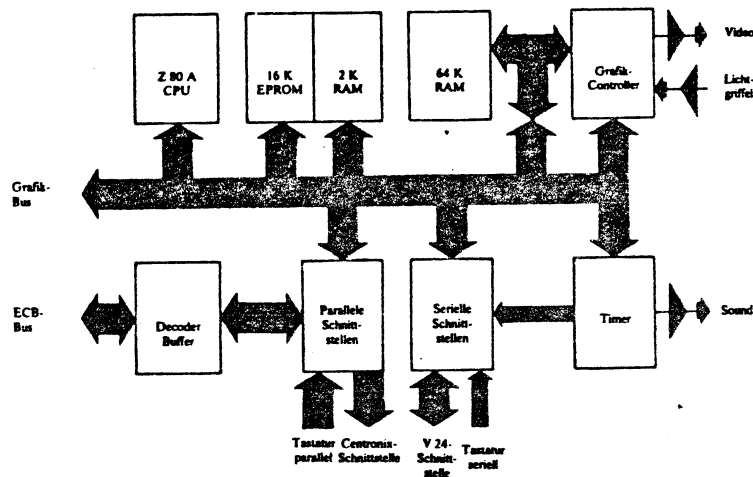 Z 80 A
CPU
16 K
EPROM
2 K
RAM
64 K
RAM
Grafik-
Controller
Video
Licht-
griffel
Grafik-
Bus
ECB-
Bus
Decoder
Buffer
Parallele
Schnitt-
stellen
Serielle
Schnitt-
stellen
Timer
Sound
Tastatur
parallel
Centronix-
Schnittstelle
V 24-
Schnitt-
stelle
Tastatur
seriell